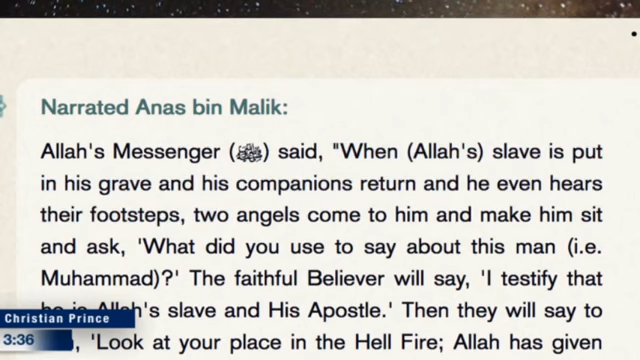 Narrated Anas bin Malik:
Allah's Messenger (ﷺ) said, "When (Allah's) slave is put
in his grave and his companions return and he even hears
their footsteps, two angels come to him and make him sit
and ask, 'What did you use to say about this man (i.e.
Muhammad)?' The faithful Believer will say, 'I testify that
Allah's slave and His Apostle.' Then they will say to
Christian Prince
3:36
'Look at your place in the Hell Fire; Allah has given